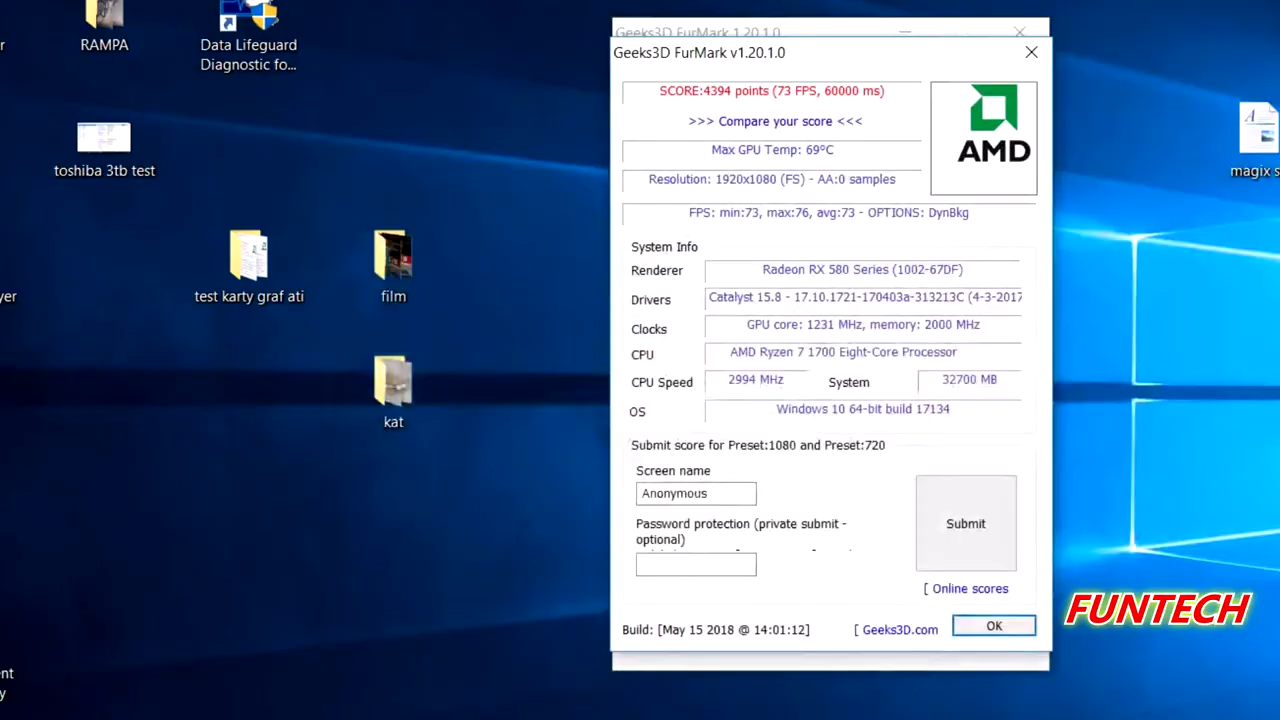 RAMPA
Data Lifeguard
Diagnostic fo...
toshiba 3tb test
test karty graf ati
film
kat
magix s
Geeks3D FurMark 1.20.1.0
Geeks3D FurMark v1.20.1.0
SCORE:4394 points (73 FPS, 60000 ms)
>>> Compare your score <<<
Max GPU Temp: 69°C
Resolution: 1920x1080 (FS) - AA:0 samples
AMD
FPS: min:73, max:76, avg:73 - OPTIONS: DynBkg
System Info
Renderer Radeon RX 580 Series (1002-67DF)
Drivers Catalyst 15.8 - 17.10.1721-170403a-313213C (4-3-2017
Clocks GPU core: 1231 MHz, memory: 2000 MHz
CPU AMD Ryzen 7 1700 Eight-Core Processor
CPU Speed 2994 MHz System 32700 MB
OS Windows 10 64-bit build 17134
Submit score for Preset:1080 and Preset:720
Screen name
Anonymous
Password protection (private submit -
optional)
Submit
[ Online scores
Build: [May 15 2018 @ 14:01:12] [ Geeks3D.com OK
FUNTECH